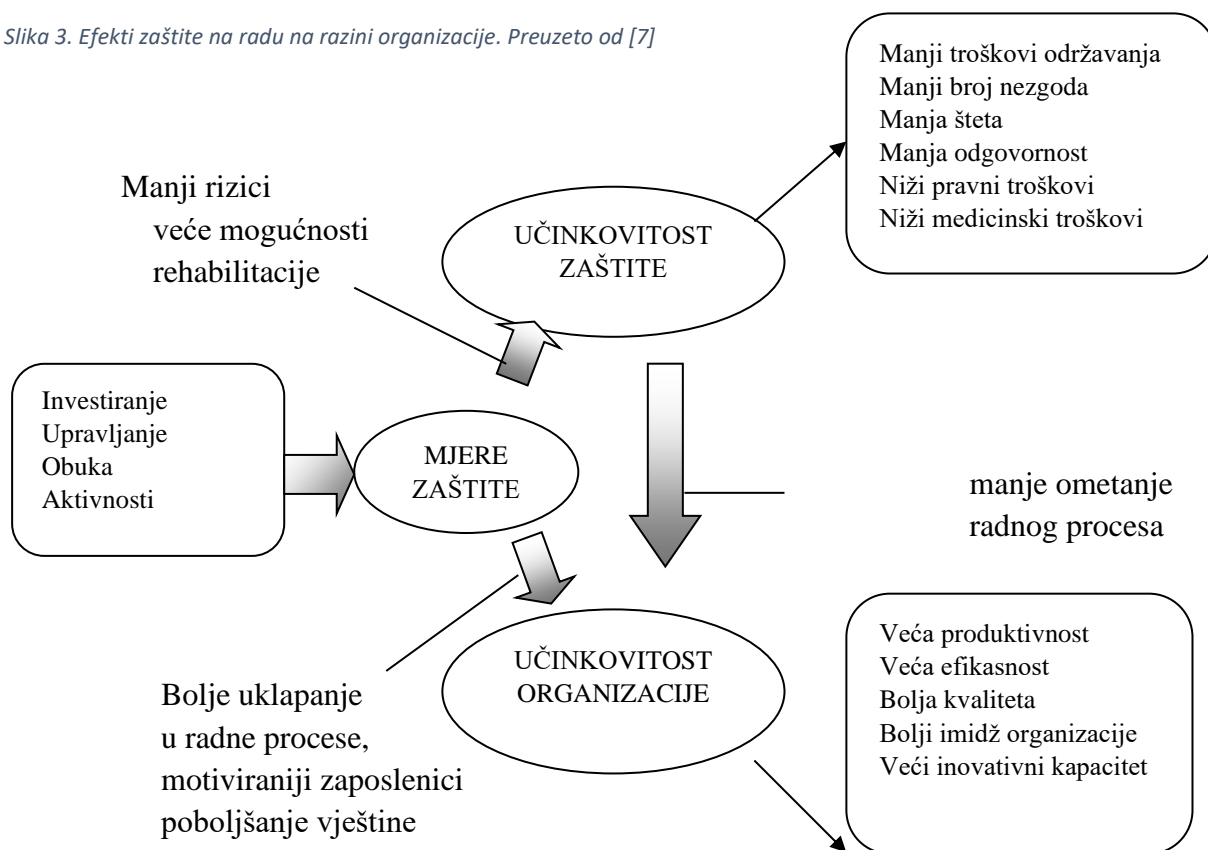 Slika 3. Efekti zaštite na radu na razini organizacije. Preuzeto od [7]
Manji troškovi održavanja
Manji broj nezgoda
Manja šteta
Manja odgovornost
Niži pravni troškovi
Niži medicinski troškovi
Manji rizici
veće mogućnosti
rehabilitacije
UČINKOVITOST
ZAŠTITE
Investiranje
Upravljanje
Obuka
Aktivnosti
MJERE
ZAŠTITE
manje ometanje
radnog procesa
UČINKOVITOST
ORGANIZACIJE
Veća produktivnost
Veća efikasnost
Bolja kvaliteta
Bolji imidž organizacije
Veći inovativni kapacitet
Bolje uklapanje
u radne procese,
motiviraniji zaposlenici
poboljšanje vještine